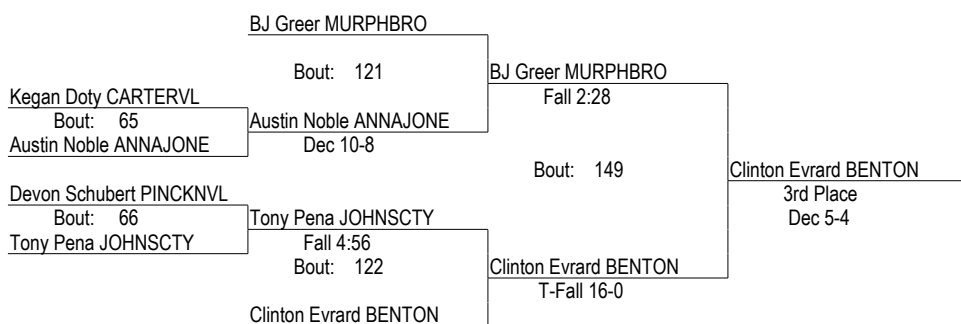 BJ Greer MURPHBRO
Bout: 121
BJ Greer MURPHBRO
Kegan Doty CARTERVL
Fall 2:28
Bout: 65
Austin Noble ANNAJONE
Austin Noble ANNAJONE
Dec 10-8
Bout: 149
Clinton Evrard BENTON
Devon Schubert PINCKNVL
3rd Place
Bout: 66
Tony Pena JOHNSCTY
Dec 5-4
Tony Pena JOHNSCTY
Fall 4:56
Bout: 122
Clinton Evrard BENTON
T-Fall 16-0
Clinton Evrard BENTON